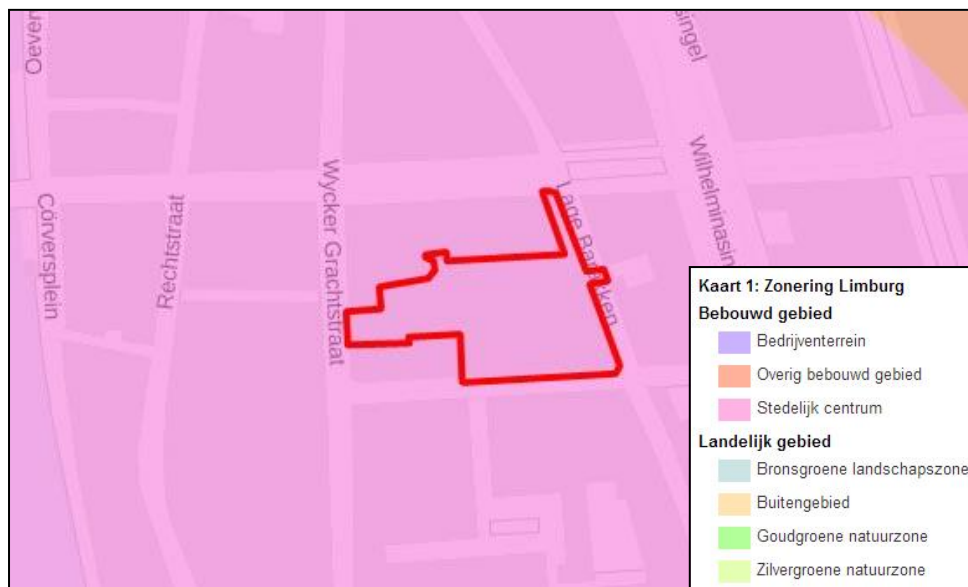 Oeven
singel
Wycker Grachtstraat
Wilhelminasin
Lage Barakken
Cörversplein
Rechtstraat
Kaart 1: Zonering Limburg
Bebouwd gebied
Bedrijventerrein
Overig bebouwd gebied
Stedelijk centrum
Landelijk gebied
Bronsgroene landschapszone
Buitengebied
Goudgroene natuurzone
Zilvergroene natuurzone